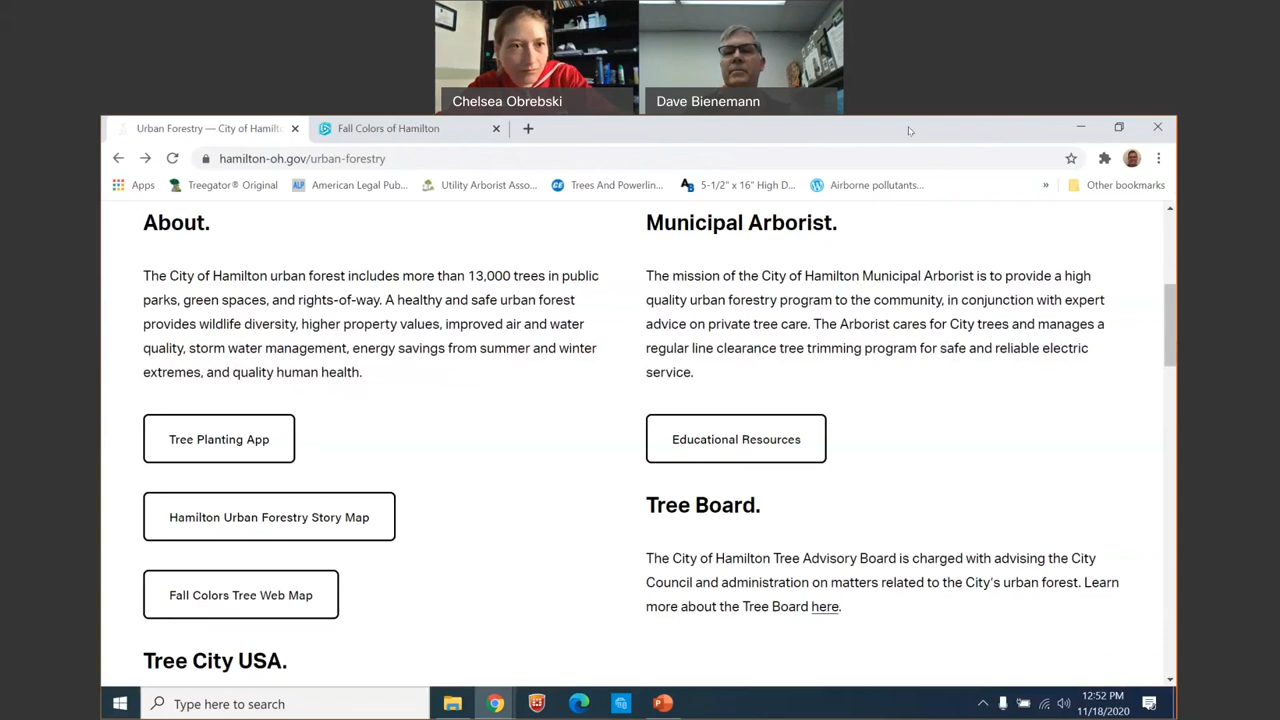 Chelsea Obrebski
Dave Bienemann
Urban Forestry — City of Hamilt
Fall Colors of Hamilton
hamilton-oh.gov/urban-forestry
Apps
Treegator® Original
American Legal Pub...
Utility Arborist Asso...
Trees And Powerlin...
5-1/2" x 16" High D...
Airborne pollutants...
»
Other bookmarks
About.
The City of Hamilton urban forest includes more than 13,000 trees in public
parks, green spaces, and rights-of-way. A healthy and safe urban forest
provides wildlife diversity, higher property values, improved air and water
quality, storm water management, energy savings from summer and winter
extremes, and quality human health.
Tree Planting App
Hamilton Urban Forestry Story Map
Fall Colors Tree Web Map
Tree City USA.
Municipal Arborist.
The mission of the City of Hamilton Municipal Arborist is to provide a high
quality urban forestry program to the community, in conjunction with expert
advice on private tree care. The Arborist cares for City trees and manages a
regular line clearance tree trimming program for safe and reliable electric
service.
Educational Resources
Tree Board.
The City of Hamilton Tree Advisory Board is charged with advising the City
Council and administration on matters related to the City's urban forest. Learn
more about the Tree Board here.
Type here to search
12:52 PM
11/18/2020